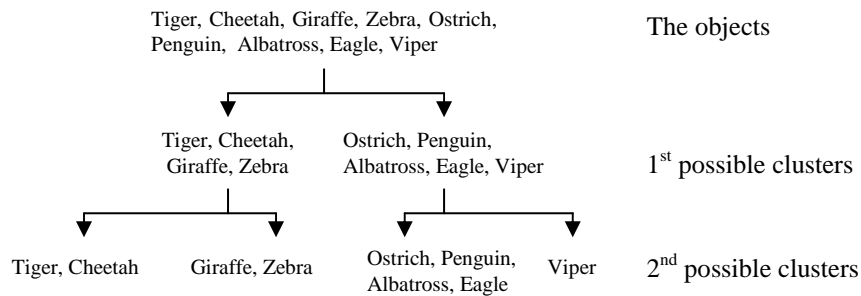 Tiger, Cheetah, Giraffe, Zebra, Ostrich,
Penguin, Albatross, Eagle, Viper
The objects
Tiger, Cheetah,
Giraffe, Zebra
Ostrich, Penguin,
Albatross, Eagle, Viper
1st possible clusters
Tiger, Cheetah
Giraffe, Zebra
Ostrich, Penguin,
Albatross, Eagle
Viper
2nd possible clusters